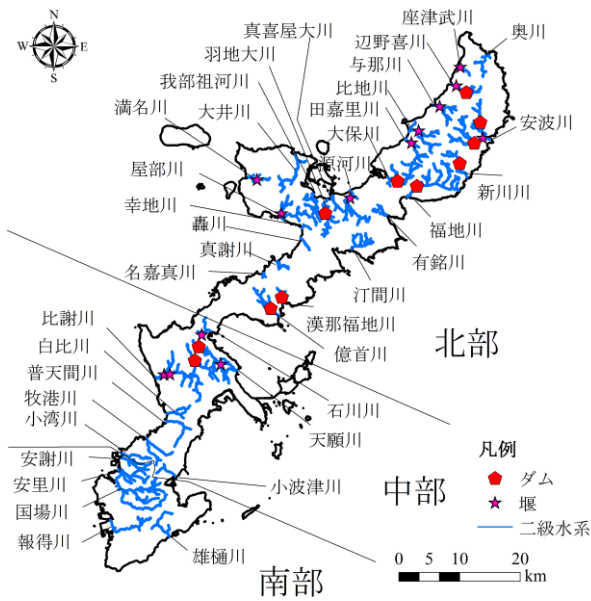 N
W
E
S
座津武川
奥川
辺野喜川
与那川
真喜屋大川
比地川
羽地大川
田嘉里川
我部祖河川
大保川
大井川
満名川
源河川
安波川
屋部川
新川川
幸地川
福地川
轟川
有銘川
真謝川
汀間川
名嘉真川
漢那福地川
億首川
北部
比謝川
白比川
普天間川
牧港川
小湾川
石川川
天願川
安謝川
安里川
国場川
報得川
小波津川
中部
雄樋川
南部
凡例
ダム
堰
二級水系
0 5 10 20
km